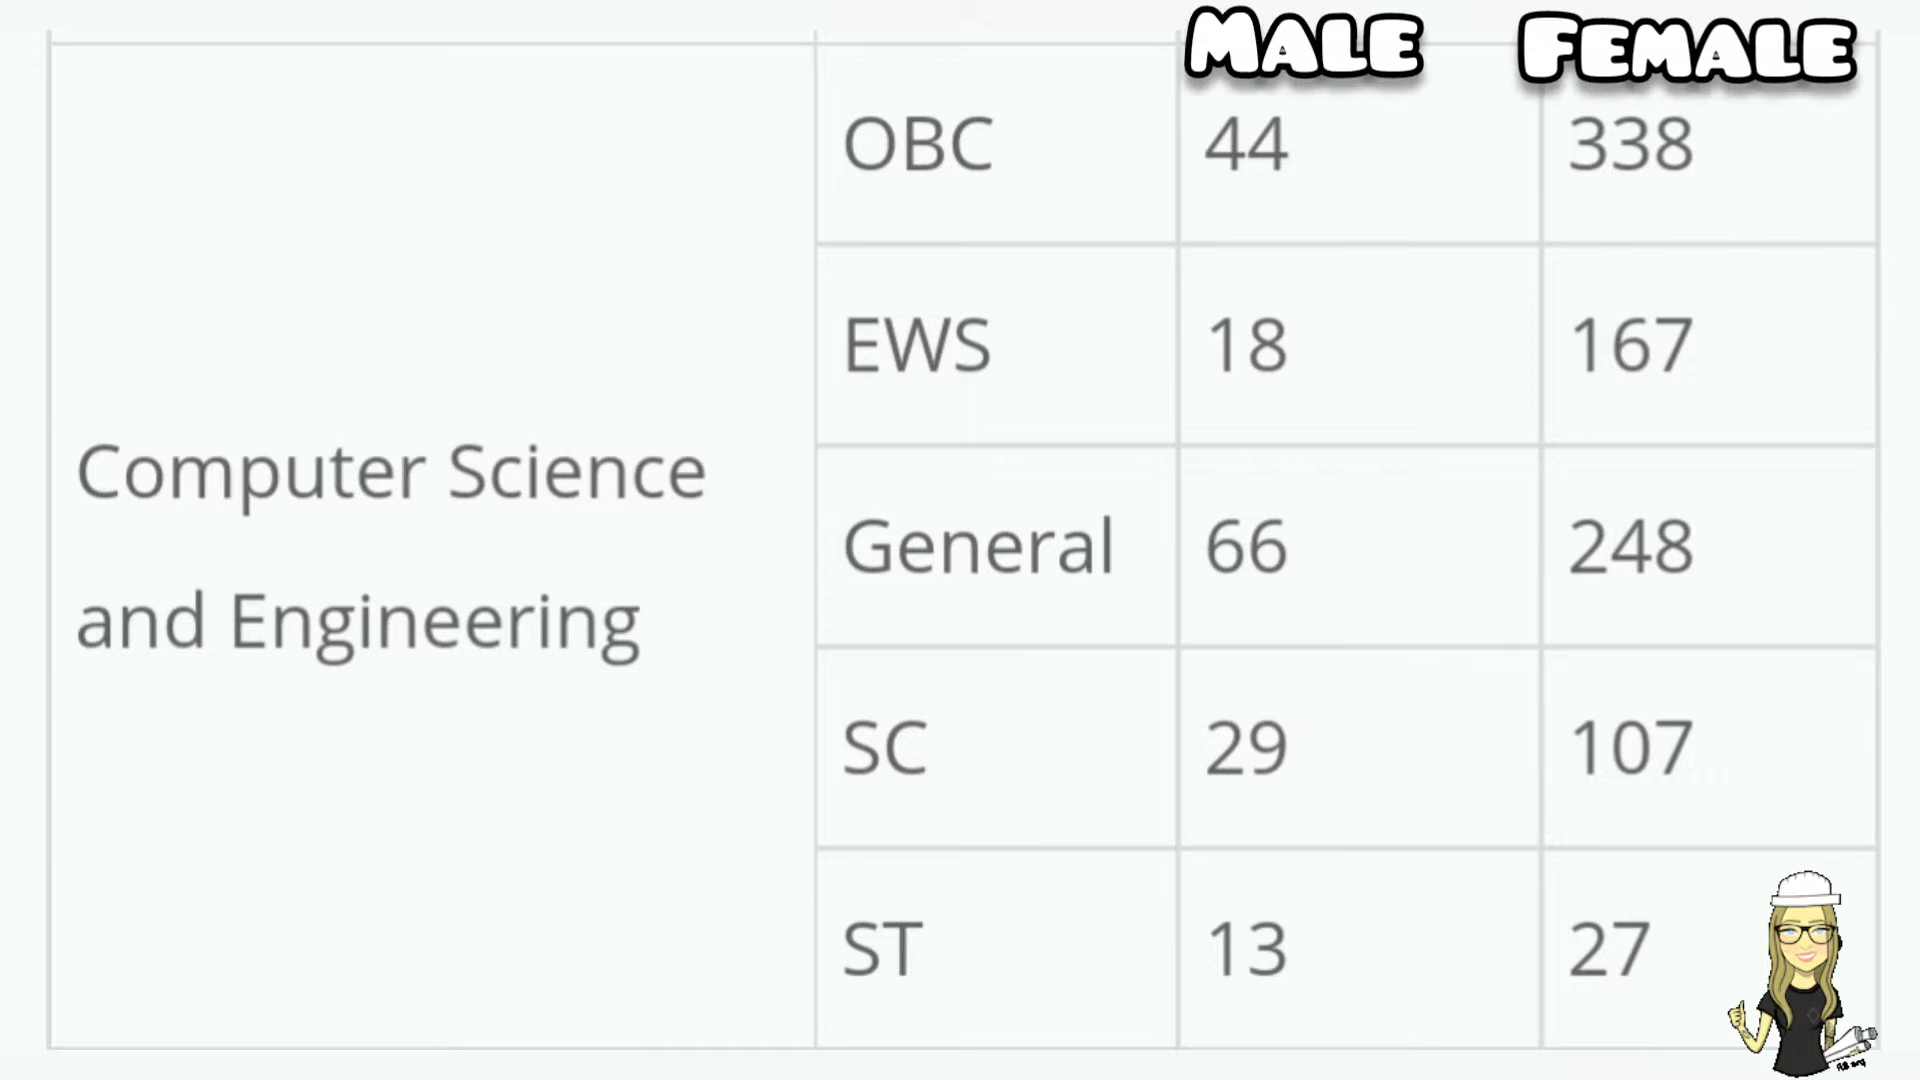 MALE FEMALE
OBC 44 338
EWS 18 167
Computer Science
and Engineering
General 66 248
SC 29 107
ST 13 27